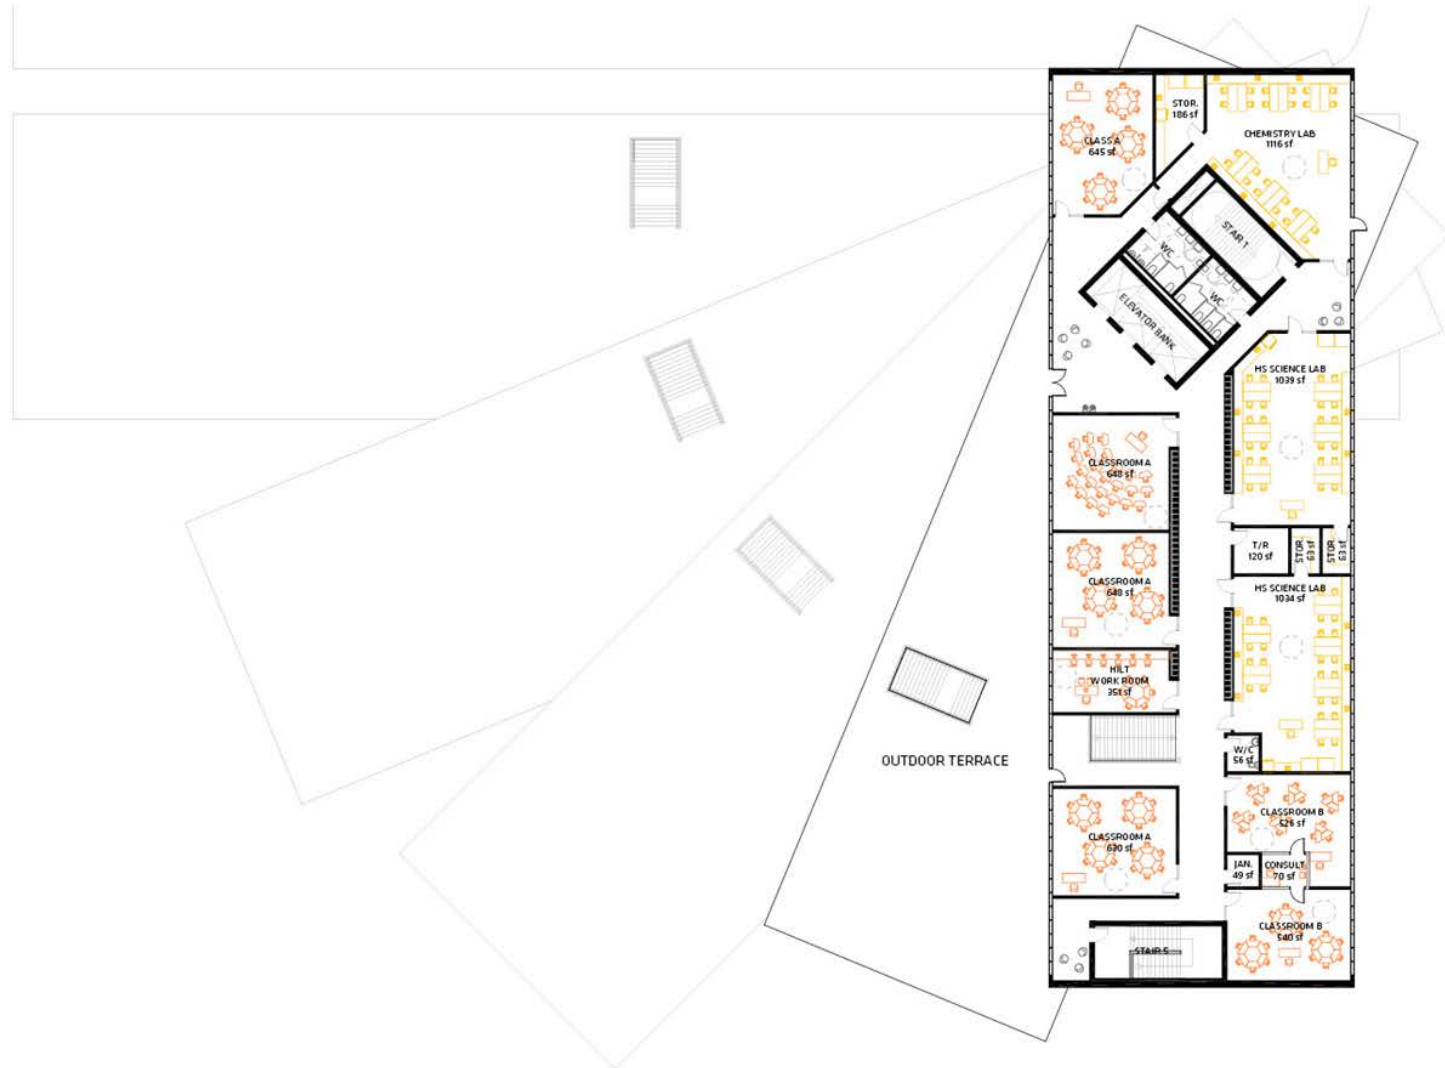 STOR.
186 sf
CHEMISTRY LAB
1116 sf
CLASS A
645 sf
STAIR 1
WC
WC
ELEVATOR BANK
HS SCIENCE LAB
1039 sf
CLASSROOM A
648 sf
T/R
120 sf
STOR.
63 sf
STOR.
63 sf
CLASSROOM A
648 sf
HS SCIENCE LAB
1034 sf
HILT
WORK ROOM
351 sf
OUTDOOR TERRACE
W/C
56 sf
CLASSROOM B
526 sf
CLASSROOM A
630 sf
JAN.
49 sf
CONSULT
70 sf
CLASSROOM B
540 sf
STAIR 5